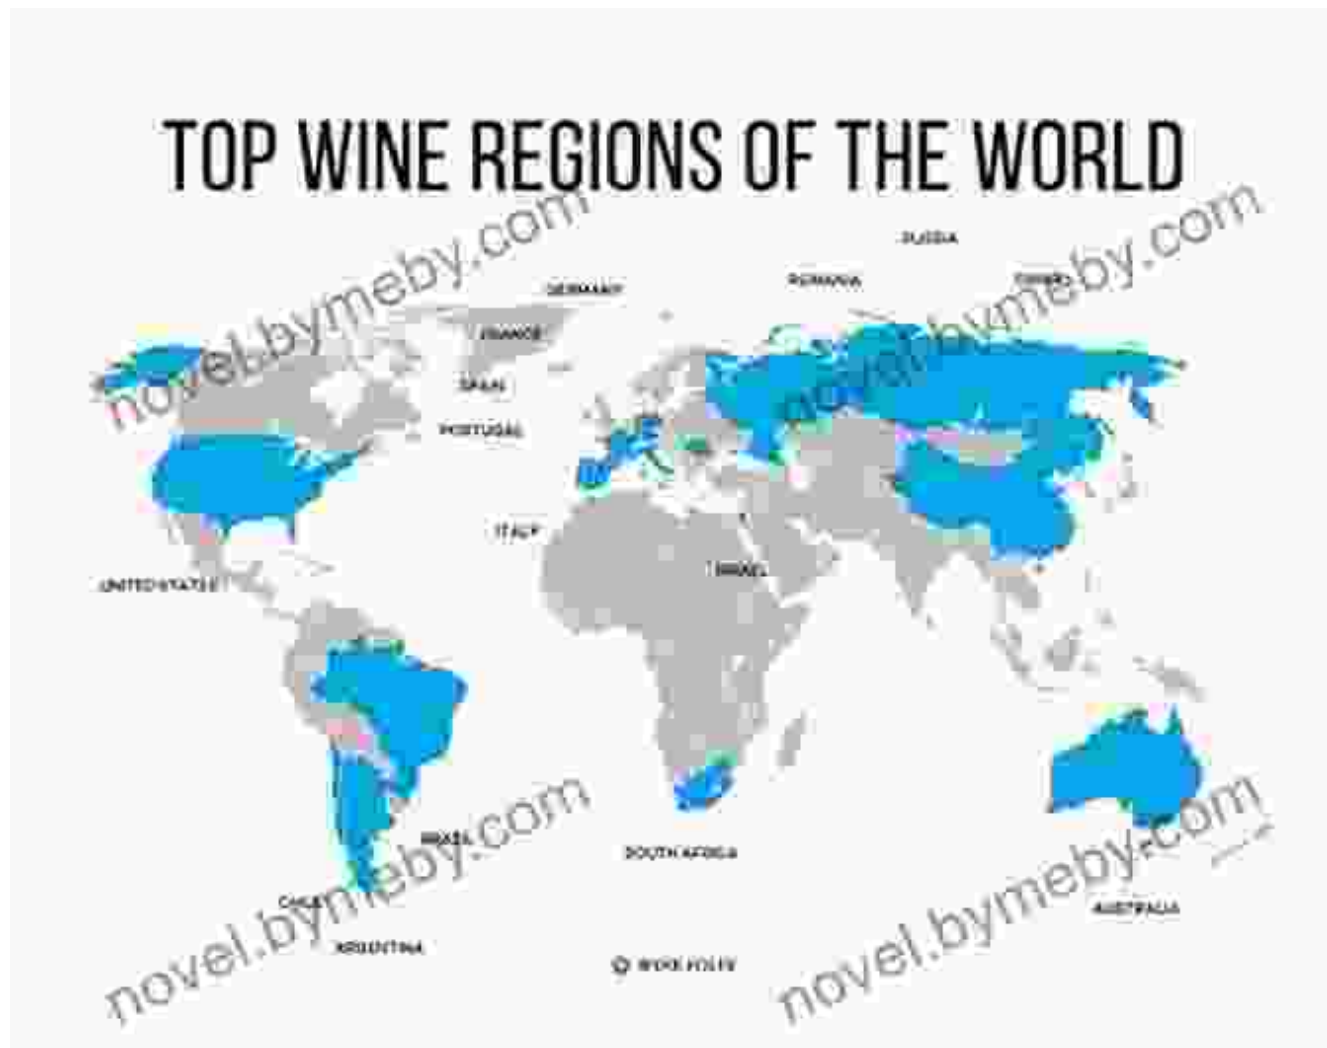 TOP WINE REGIONS OF THE WORLD
novel.bymeby.com
novel.bymeby.com
RUSSIA
ROMANIA
GERMANY
FRANCE
SPAIN
PORTUGAL
ITALY
ISRAEL
UNITED STATES
BRAZIL
SOUTH AFRICA
CHILE
ARGENTINA
AUSTRALIA
novel.bymeby.com
novel.bymeby.com